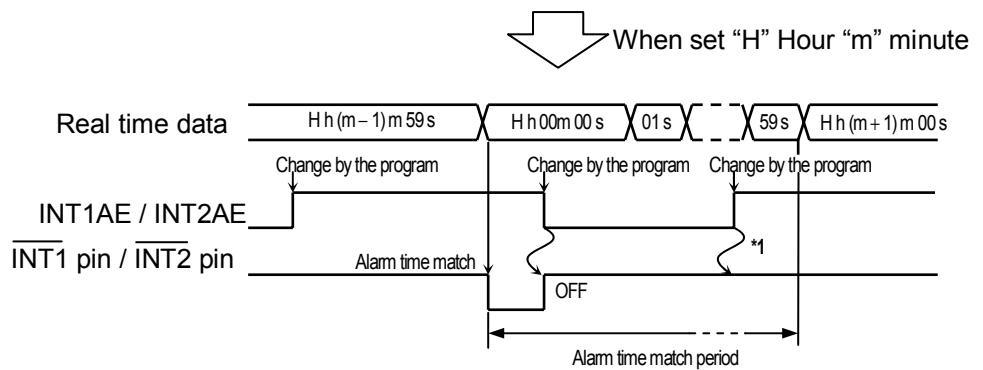 When set “H” Hour “m” minute
Real time data
H h (m − 1) m 59 s
H h 00 m 00 s
01 s
59 s
H h (m + 1) m 00 s
Change by the program
Change by the program
Change by the program
INT1AE / INT2AE
INT1 pin / INT2 pin
*1
Alarm time match
OFF
Alarm time match period